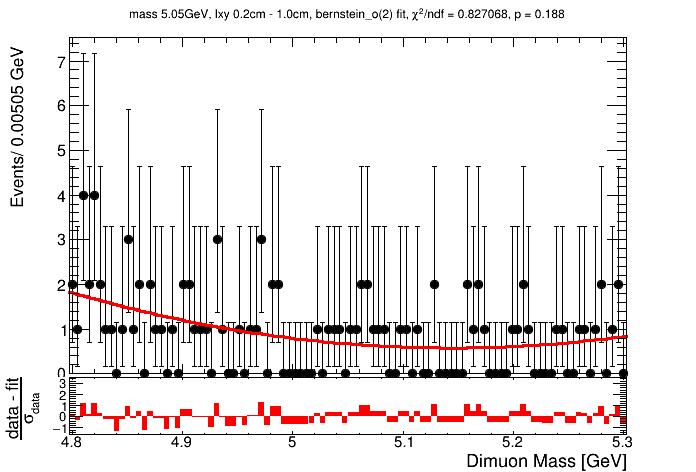 mass 5.05GeV, lxy 0.2cm - 1.0cm, bernstein_o(2) fit, χ²/ndf = 0.827068, p = 0.188
Events/ 0.00505 GeV
7
6
5
4
3
2
1
0
data - fit
σdata
3
2
1
0
−1
4.8 4.9 5 5.1 5.2 5.3
Dimuon Mass [GeV]